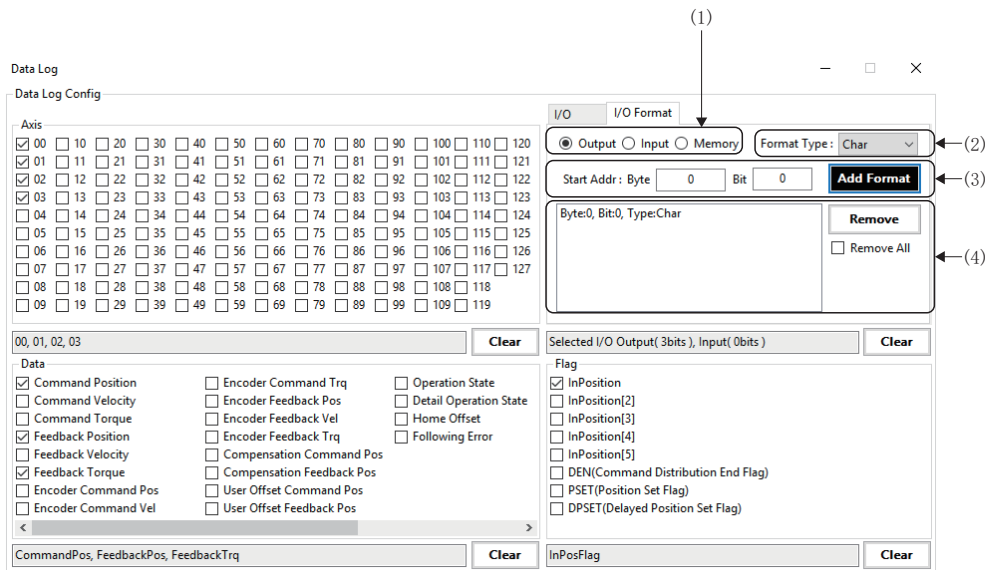 (1)
Data Log
Data Log Config
Axis
00 10 20 30 40 50 60 70 80 90 100 110 120
01 11 21 31 41 51 61 71 81 91 101 111 121
02 12 22 32 42 52 62 72 82 92 102 112 122
03 13 23 33 43 53 63 73 83 93 103 113 123
04 14 24 34 44 54 64 74 84 94 104 114 124
05 15 25 35 45 55 65 75 85 95 105 115 125
06 16 26 36 46 56 66 76 86 96 106 116 126
07 17 27 37 47 57 67 77 87 97 107 117 127
08 18 28 38 48 58 68 78 88 98 108 118
09 19 29 39 49 59 69 79 89 99 109 119
00, 01, 02, 03 Clear
I/O I/O Format
Output Input Memory Format Type : Char (2)
Start Addr : Byte 0 Bit 0 Add Format (3)
Byte:0, Bit:0, Type:Char
Remove
Remove All (4)
Selected I/O Output( 3bits ), Input( 0bits ) Clear
Data
Command Position Encoder Command Trq Operation State
Command Velocity Encoder Feedback Pos Detail Operation State
Command Torque Encoder Feedback Vel Home Offset
Feedback Position Encoder Feedback Trq Following Error
Feedback Velocity Compensation Command Pos
Feedback Torque Compensation Feedback Pos
Encoder Command Pos User Offset Command Pos
Encoder Command Vel User Offset Feedback Pos
CommandPos, FeedbackPos, FeedbackTrq Clear
Flag
InPosition
InPosition[2]
InPosition[3]
InPosition[4]
InPosition[5]
DEN(Command Distribution End Flag)
PSET(Position Set Flag)
DPSET(Delayed Position Set Flag)
InPosFlag Clear